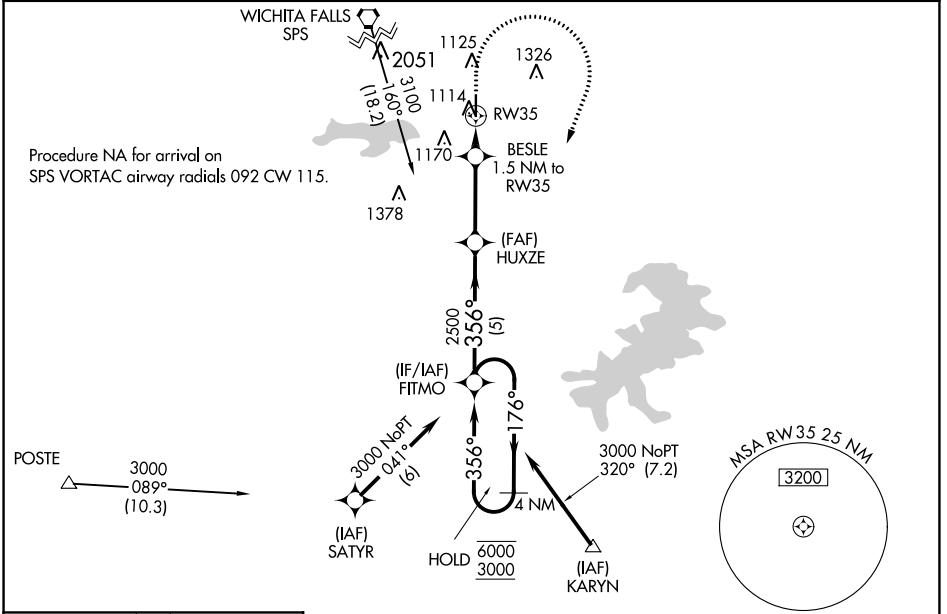 WICHITA FALLS
SPS
2051
3100
160°
(18.2)
1125
1326
1114
RW35
1170
BESLE
1.5 NM to
RW35
Procedure NA for arrival on
SPS VORTAC airway radials 092 CW 115.
1378
(FAF)
HUXZE
2500
356°
(5)
(IF/IAF)
FITMO
176°
356°
3000 NoPT
041°
(6)
POSTE
3000
089°
(10.3)
(IAF)
SATYR
4 NM
HOLD
6000
3000
3000 NoPT
320° (7.2)
(IAF)
KARYN
MSA RW35 25 NM
3200